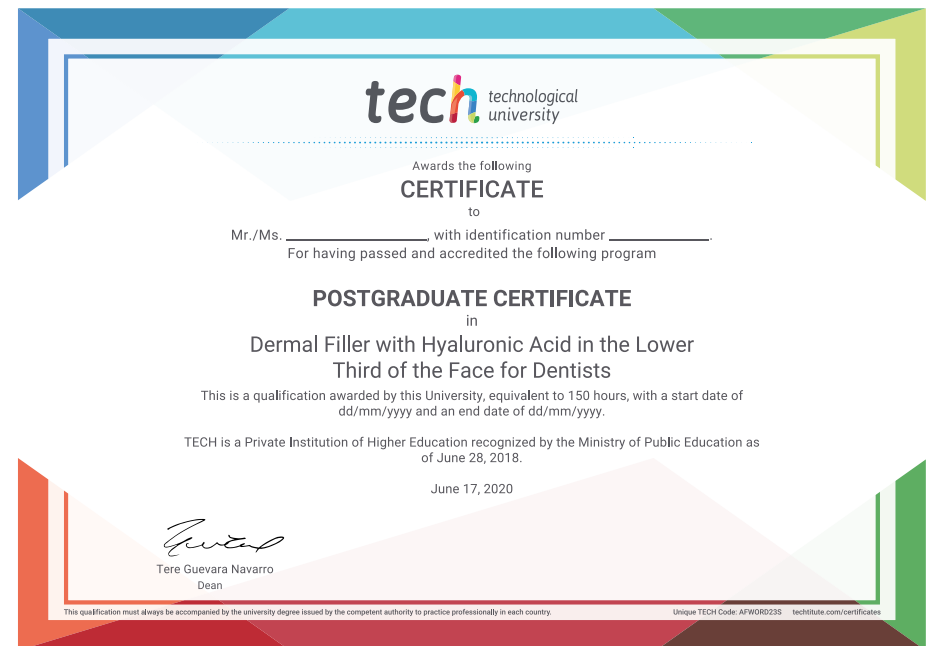 tech technological
university
Awards the following
CERTIFICATE
to
Mr./Ms. ____________________, with identification number ______________.
For having passed and accredited the following program
POSTGRADUATE CERTIFICATE
in
Dermal Filler with Hyaluronic Acid in the Lower
Third of the Face for Dentists
This is a qualification awarded by this University, equivalent to 150 hours, with a start date of
dd/mm/yyyy and an end date of dd/mm/yyyy.
TECH is a Private Institution of Higher Education recognized by the Ministry of Public Education as
of June 28, 2018.
June 17, 2020
Tere Guevara Navarro
Dean
This qualification must always be accompanied by the university degree issued by the competent authority to practice professionally in each country. Unique TECH Code: AFWORD23S techtitute.com/certificates